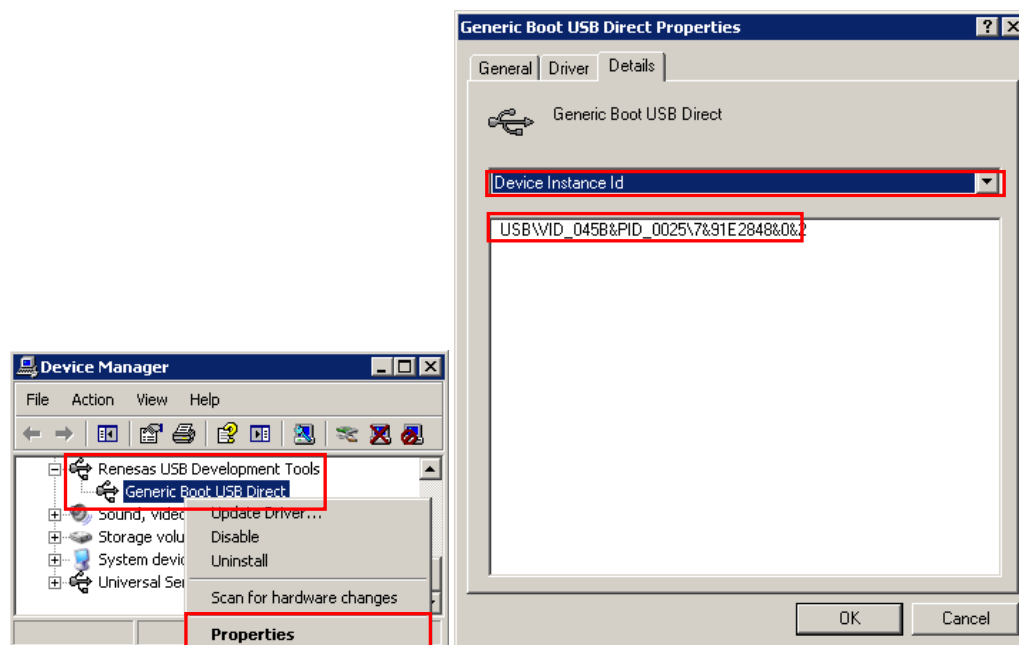 Generic Boot USB Direct Properties
General Driver Details
Generic Boot USB Direct
Device Instance Id
USB\VID_045B&PID_0025\7&91E2848&0&2
OK Cancel
Device Manager
File Action View Help
Renesas USB Development Tools
Generic Boot USB Direct
Sound, videc
Storage volu
System devic
Universal Ser
Update Driver...
Disable
Uninstall
Scan for hardware changes
Properties